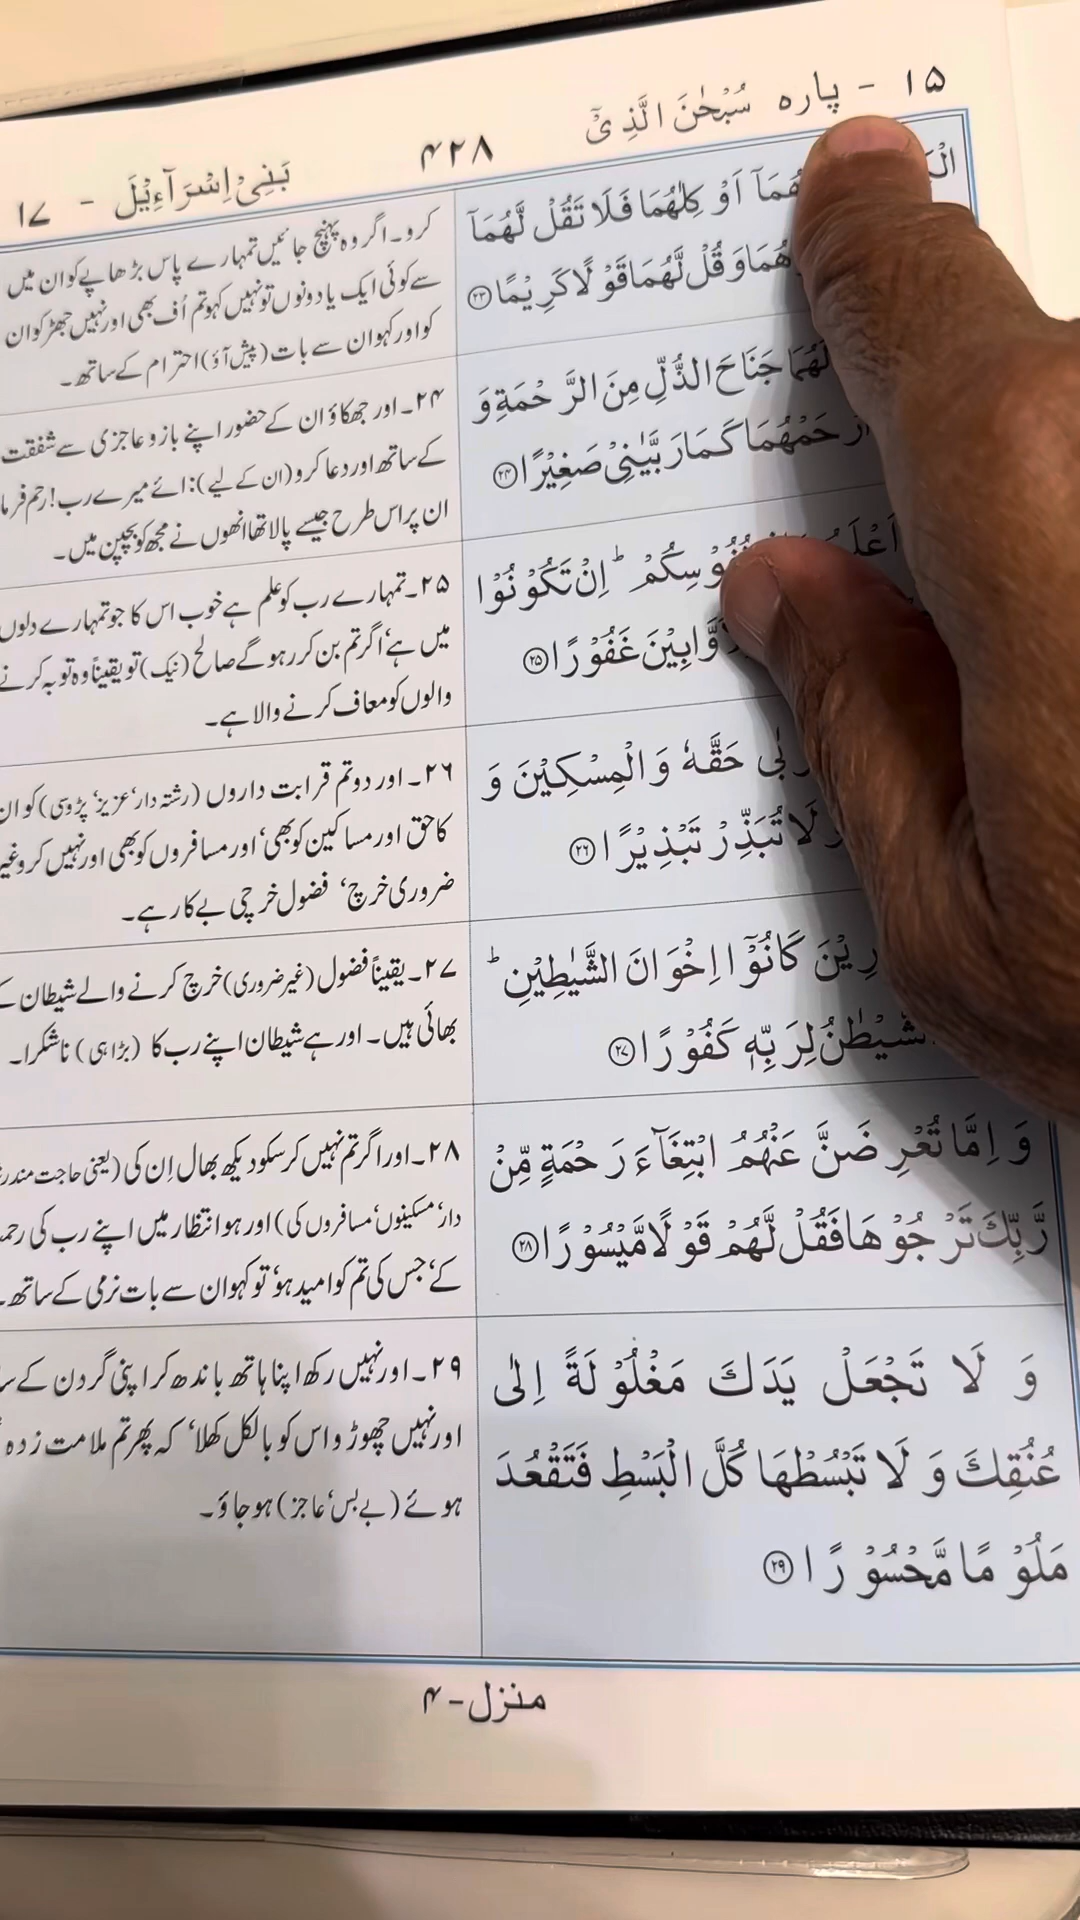 ۱۵ - پارہ سُبْحٰنَ الَّذِیْۤ
۴۲۸
بَنِیْۤ اِسْرَآءِیْلَ - ۱۷
هُمَاۤ اَوْ كِلٰهُمَا فَلَا تَقُلْ لَّهُمَاۤ
هُمَا وَ قُلْ لَّهُمَا قَوْلًا كَرِیْمًا ۲۳
لَهُمَا جَنَاحَ الذُّلِّ مِنَ الرَّحْمَةِ وَ
ارْحَمْهُمَا كَمَا رَبَّیٰنِیْ صَغِیْرًا ۲۴
اَعْلَمُ نُفُوْسِكُمْ ؕ اِنْ تَكُوْنُوْا
وَّابِیْنَ غَفُوْرًا ۲۵
رْبٰی حَقَّهٗ وَ الْمِسْكِیْنَ وَ
لَا تُبَذِّرْ تَبْذِیْرًا ۲۶
رِیْنَ كَانُوْۤا اِخْوَانَ الشَّیٰطِیْنِ ؕ
لشَّیْطٰنُ لِرَبِّهٖ كَفُوْرًا ۲۷
وَ اِمَّا تُعْرِضَنَّ عَنْهُمُ ابْتِغَآءَ رَحْمَةٍ مِّنْ
رَّبِّكَ تَرْجُوْهَا فَقُلْ لَّهُمْ قَوْلًا مَّیْسُوْرًا ۲۸
وَ لَا تَجْعَلْ یَدَكَ مَغْلُوْلَةً اِلٰی
عُنُقِكَ وَ لَا تَبْسُطْهَا كُلَّ الْبَسْطِ فَتَقْعُدَ
مَلُوْمًا مَّحْسُوْرًا ۲۹
کرو۔ اگر وہ پہنچ جائیں تمہارے پاس بڑھاپے کو ان میں
سے کوئی ایک یا دونوں تو نہیں کہو تم اُف بھی اور نہیں جھڑکو ان
کو اور کہو ان سے بات (پیش آؤ) احترام کے ساتھ۔
۲۴۔ اور جھکاؤ ان کے حضور اپنے بازو عاجزی سے شفقت
کے ساتھ اور دعا کرو (ان کے لیے): ائے میرے رب! رحم فرما
ان پر اس طرح جیسے پالا تھا انھوں نے مجھ کو بچپن میں۔
۲۵۔ تمہارے رب کو علم ہے خوب اس کا جو تمہارے دلوں
میں ہے‘ اگر تم بن کر رہو گے صالح (نیک) تو یقیناً وہ توبہ کرنے
والوں کو معاف کرنے والا ہے۔
۲۶۔ اور دو تم قرابت داروں (رشتہ دار‘ عزیز‘ پڑوسی) کو ان
کا حق اور مساکین کو بھی‘ اور مسافروں کو بھی اور نہیں کرو غیر
ضروری خرچ‘ فضول خرچی بے کار ہے۔
۲۷۔ یقیناً فضول (غیر ضروری) خرچ کرنے والے شیطان کے
بھائی ہیں۔ اور ہے شیطان اپنے رب کا (بڑا ہی) ناشکرا۔
۲۸۔ اور اگر تم نہیں کر سکو دیکھ بھال اِن کی (یعنی حاجت مند
دار‘ مسکینوں‘ مسافروں کی) اور ہو انتظار میں اپنے رب کی رحم
کے‘ جس کی تم کو امید ہو‘ تو کہو ان سے بات نرمی کے ساتھ۔
۲۹۔ اور نہیں رکھ اپنا ہاتھ باندھ کر اپنی گردن کے سا
اور نہیں چھوڑو اس کو بالکل کھلا‘ کہ پھر تم ملامت زدہ
ہوئے (بے بس‘ عاجز) ہو جاؤ۔
منزل-۴